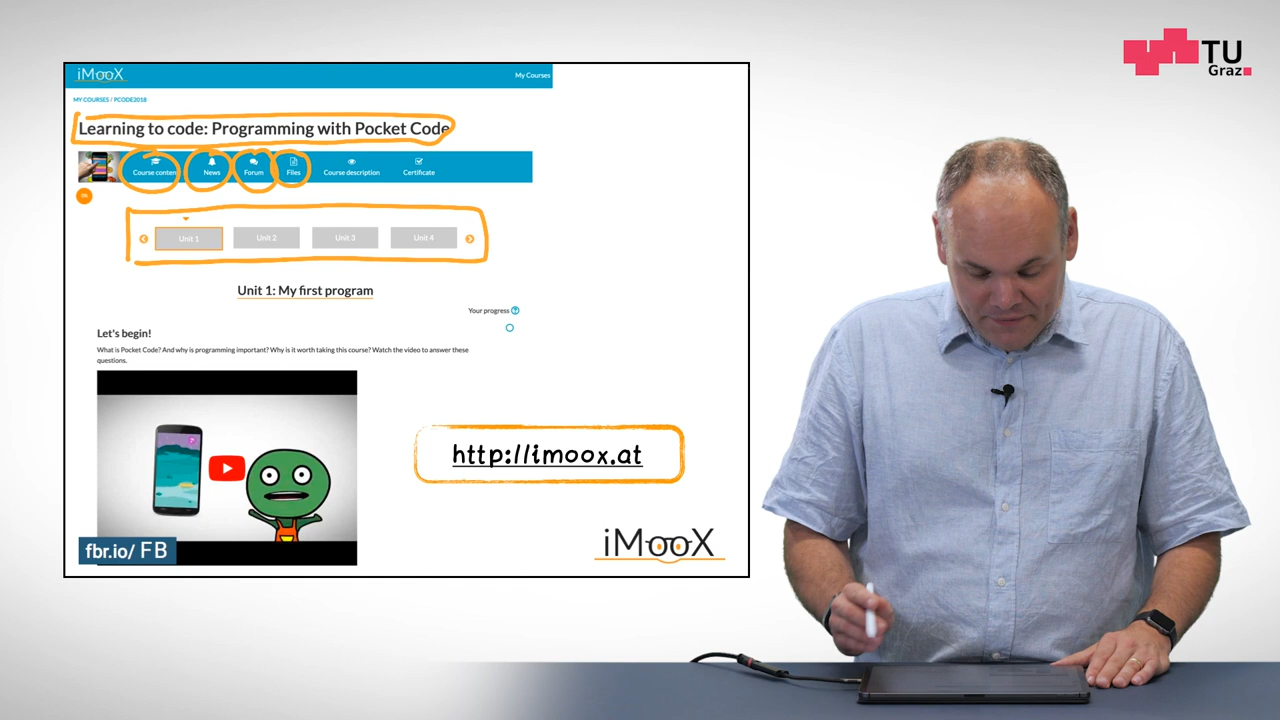 TU
Graz
iMooX
My Courses
MY COURSES / PCODE2018
Learning to code: Programming with Pocket Code
Course content
News
Forum
Files
Course description
Certificate
Unit 1
Unit 2
Unit 3
Unit 4
Unit 1: My first program
Your progress
Let's begin!
What is Pocket Code? And why is programming important? Why is it worth taking this course? Watch the video to answer these
questions.
http://imoox.at
fbr.io/ FB
iMooX